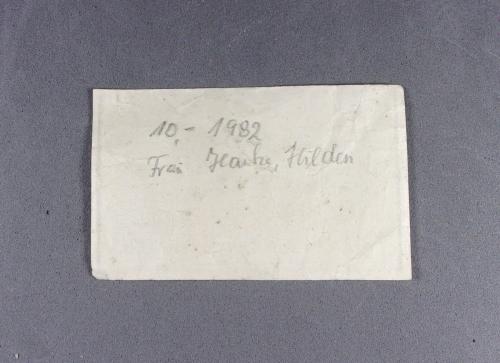 10,- 1982
Frau , Hilden